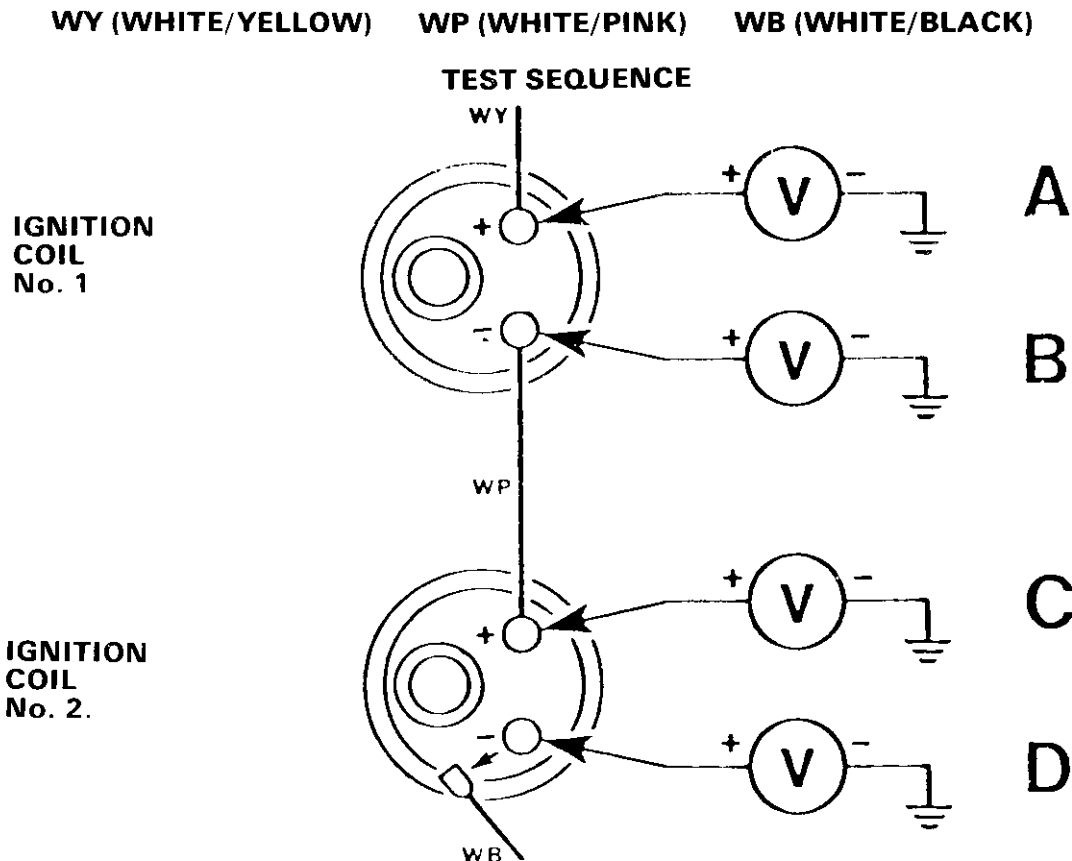 WY (WHITE/YELLOW) WP (WHITE/PINK) WB (WHITE/BLACK)
TEST SEQUENCE
WY
+ V - A
IGNITION
COIL
No. 1
+
-
+ V - B
WP
+ V - C
IGNITION
COIL
No. 2.
+
-
+ V - D
WB